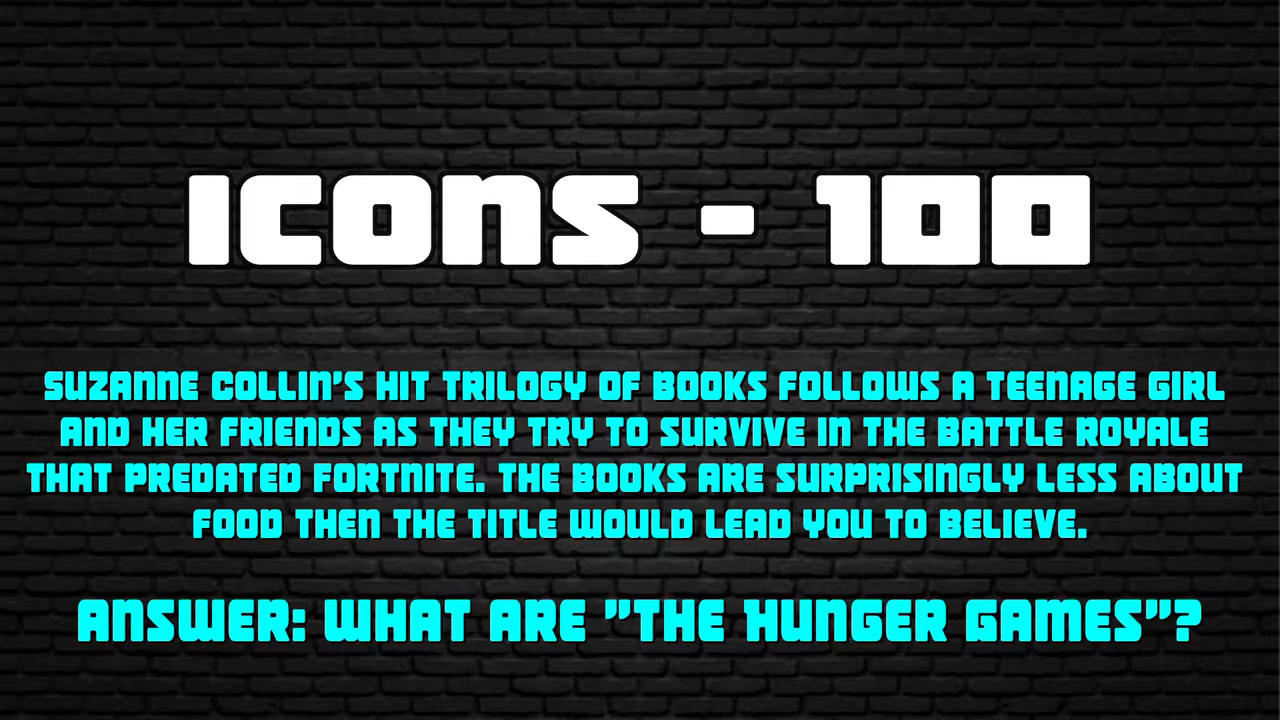 ICONS - 100
SUZANNE COLLIN'S HIT TRILOGY OF BOOKS FOLLOWS A TEENAGE GIRL
AND HER FRIENDS AS THEY TRY TO SURVIVE IN THE BATTLE ROYALE
THAT PREDATED FORTNITE. THE BOOKS ARE SURPRISINGLY LESS ABOUT
FOOD THEN THE TITLE WOULD LEAD YOU TO BELIEVE.
ANSWER: WHAT ARE "THE HUNGER GAMES"?